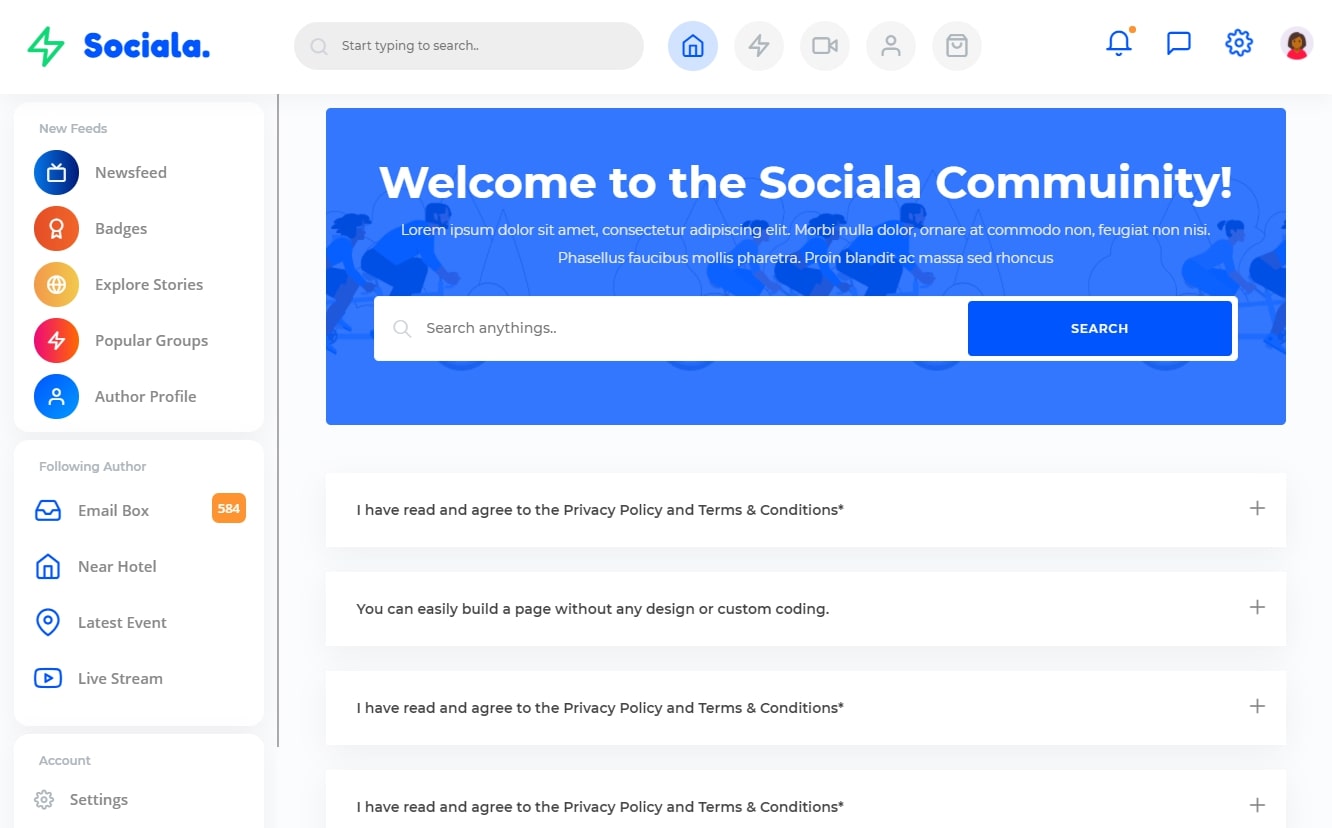 Sociala.
Start typing to search..
New Feeds
Newsfeed
Badges
Explore Stories
Popular Groups
Author Profile
Following Author
Email Box
584
Near Hotel
Latest Event
Live Stream
Account
Settings
Welcome to the Sociala Commuinity!
Lorem ipsum dolor sit amet, consectetur adipiscing elit. Morbi nulla dolor, ornare at commodo non, feugiat non nisi.
Phasellus faucibus mollis pharetra. Proin blandit ac massa sed rhoncus
Search anythings..
SEARCH
I have read and agree to the Privacy Policy and Terms & Conditions*
You can easily build a page without any design or custom coding.
I have read and agree to the Privacy Policy and Terms & Conditions*
I have read and agree to the Privacy Policy and Terms & Conditions*